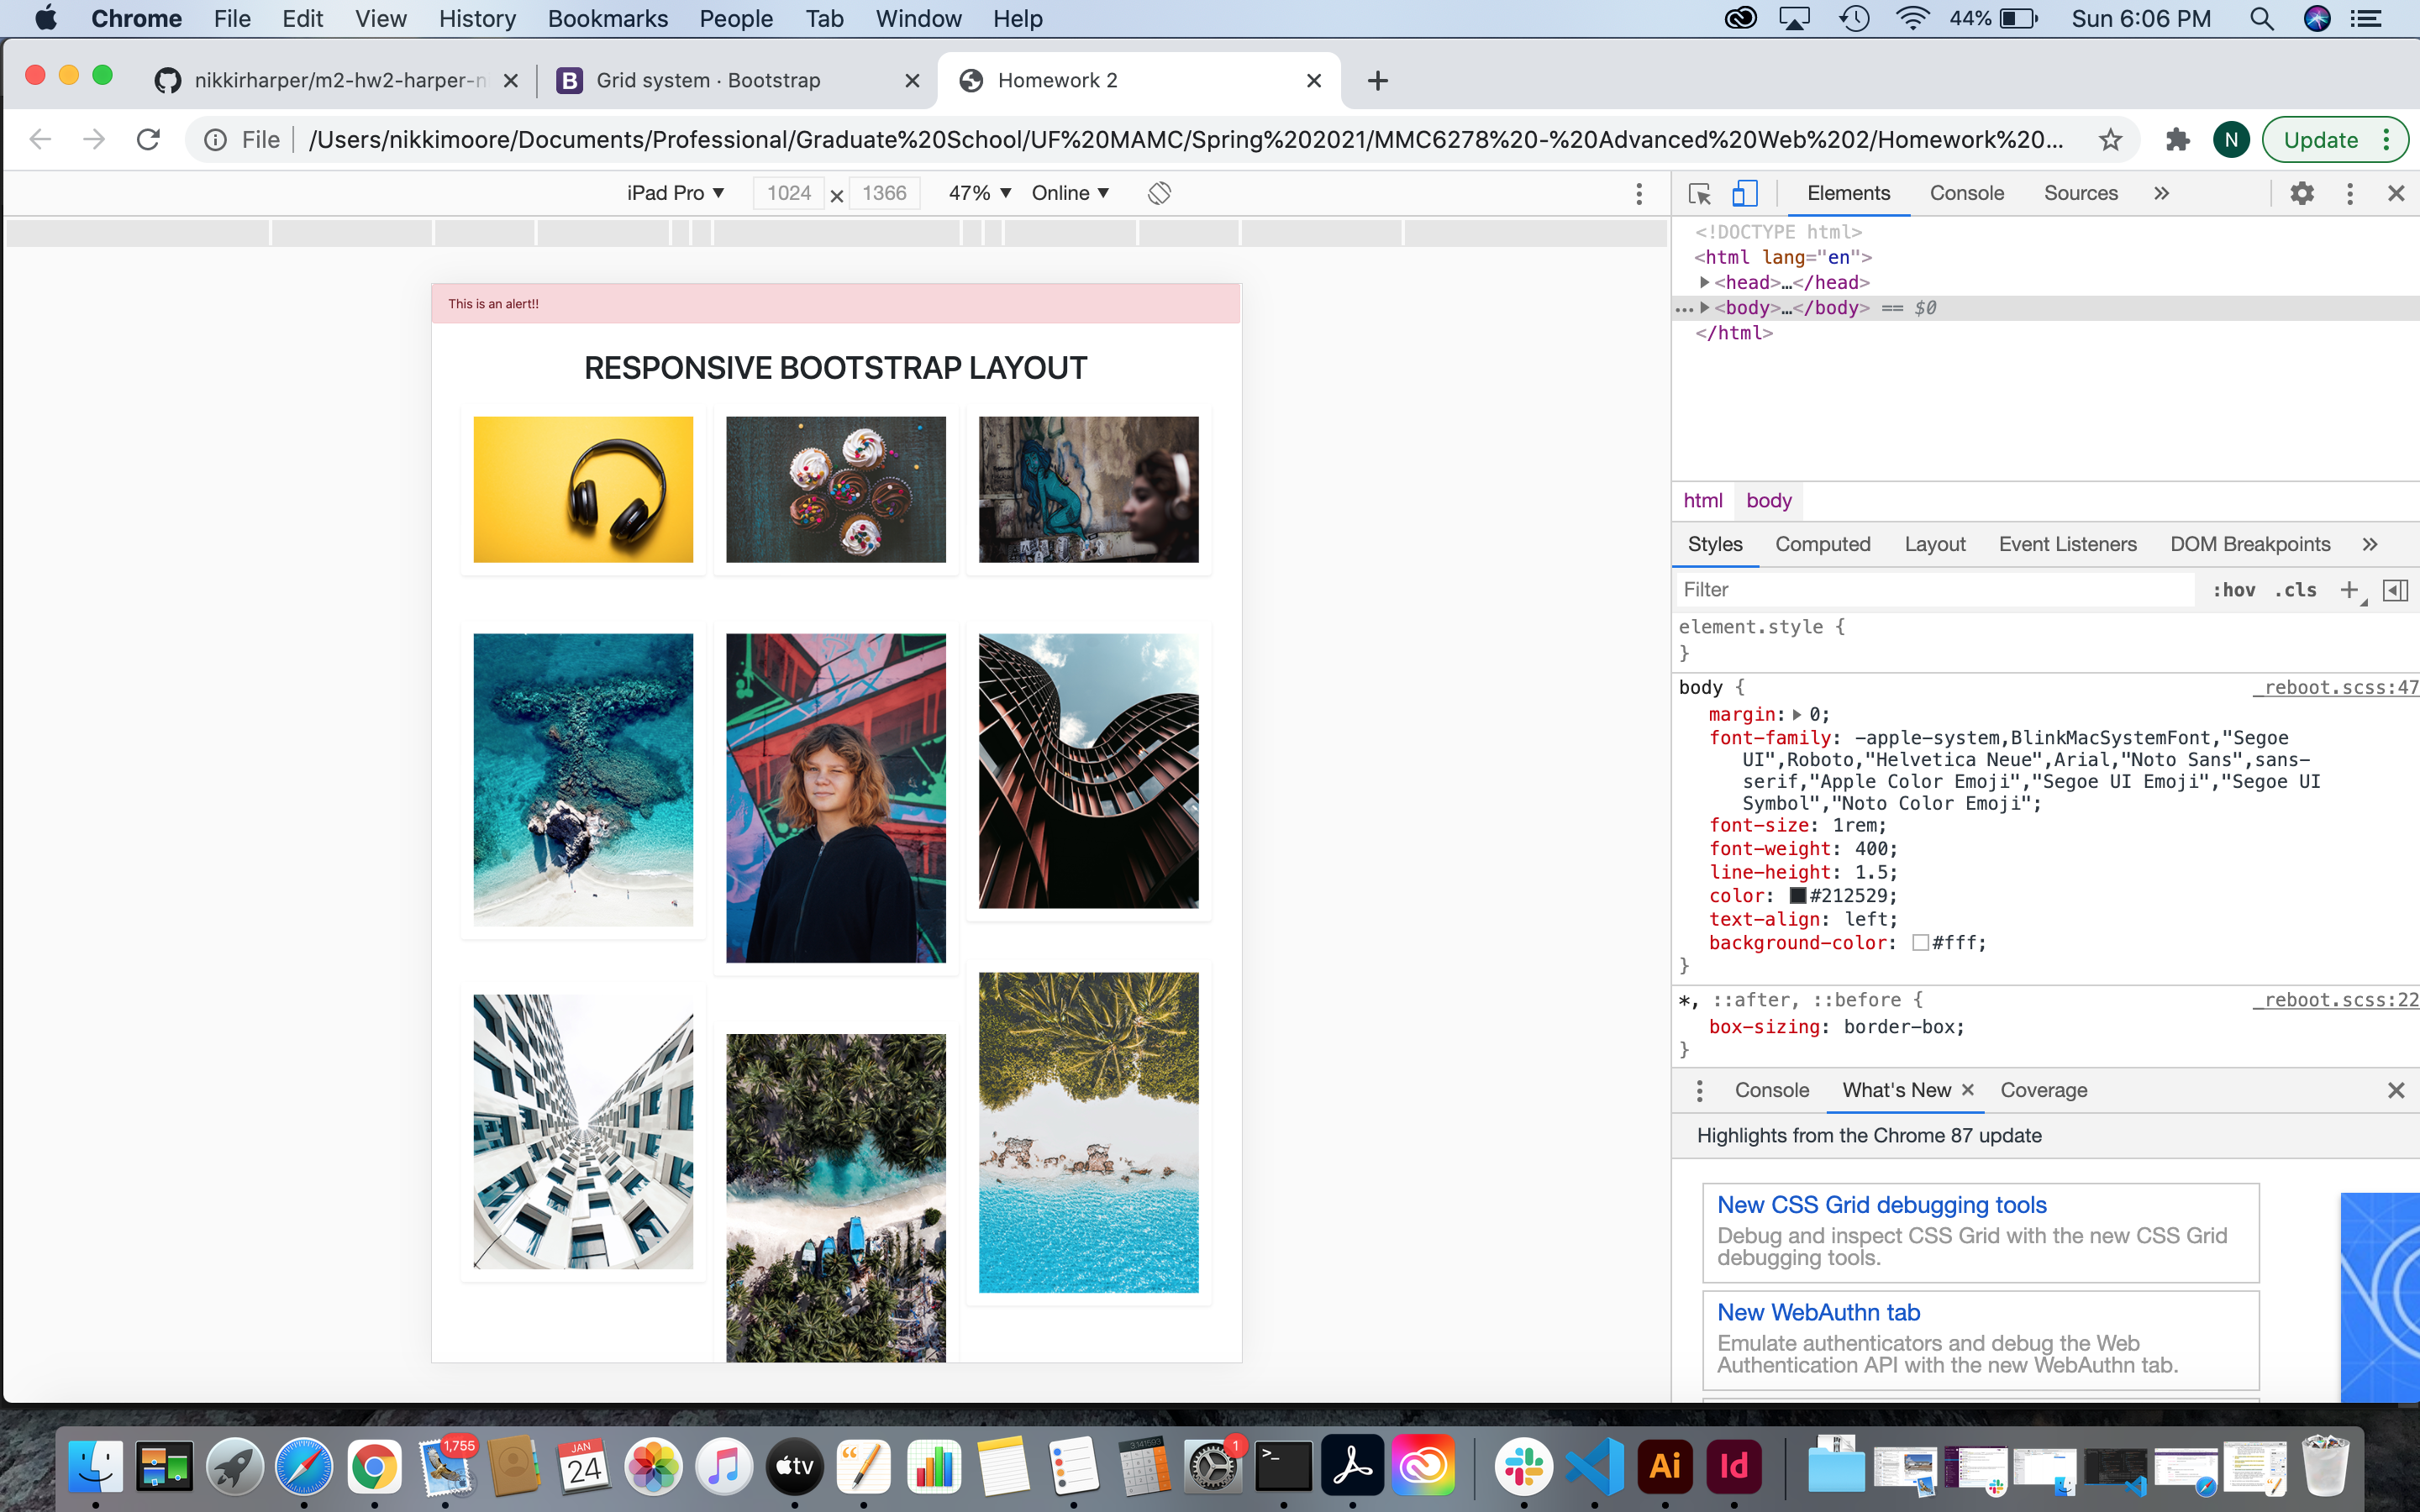 Chrome File Edit View History Bookmarks People Tab Window Help 44% Sun 6:06 PM
nikkirharper/m2-hw2-harper-n Grid system · Bootstrap Homework 2
File /Users/nikkimoore/Documents/Professional/Graduate%20School/UF%20MAMC/Spring%202021/MMC6278%20-%20Advanced%20Web%202/Homework%20... N Update
iPad Pro ▼ 1024 × 1366 47% ▼ Online ▼
Elements Console Sources »
<!DOCTYPE html>
<html lang="en">
▶<head>…</head>
…▶<body>…</body> == $0
</html>
This is an alert!!
RESPONSIVE BOOTSTRAP LAYOUT
html body
Styles Computed Layout Event Listeners DOM Breakpoints »
Filter :hov .cls +
element.style {
}
body { _reboot.scss:47
margin:▶ 0;
font-family: -apple-system,BlinkMacSystemFont,"Segoe
UI",Roboto,"Helvetica Neue",Arial,"Noto Sans",sans-
serif,"Apple Color Emoji","Segoe UI Emoji","Segoe UI
Symbol","Noto Color Emoji";
font-size: 1rem;
font-weight: 400;
line-height: 1.5;
color: #212529;
text-align: left;
background-color: #fff;
}
*, ::after, ::before { _reboot.scss:22
box-sizing: border-box;
}
Console What's New × Coverage
Highlights from the Chrome 87 update
New CSS Grid debugging tools
Debug and inspect CSS Grid with the new CSS Grid
debugging tools.
New WebAuthn tab
Emulate authenticators and debug the Web
Authentication API with the new WebAuthn tab.
1,755 JAN 24 tv 3.141593 1 >_ Ai Id